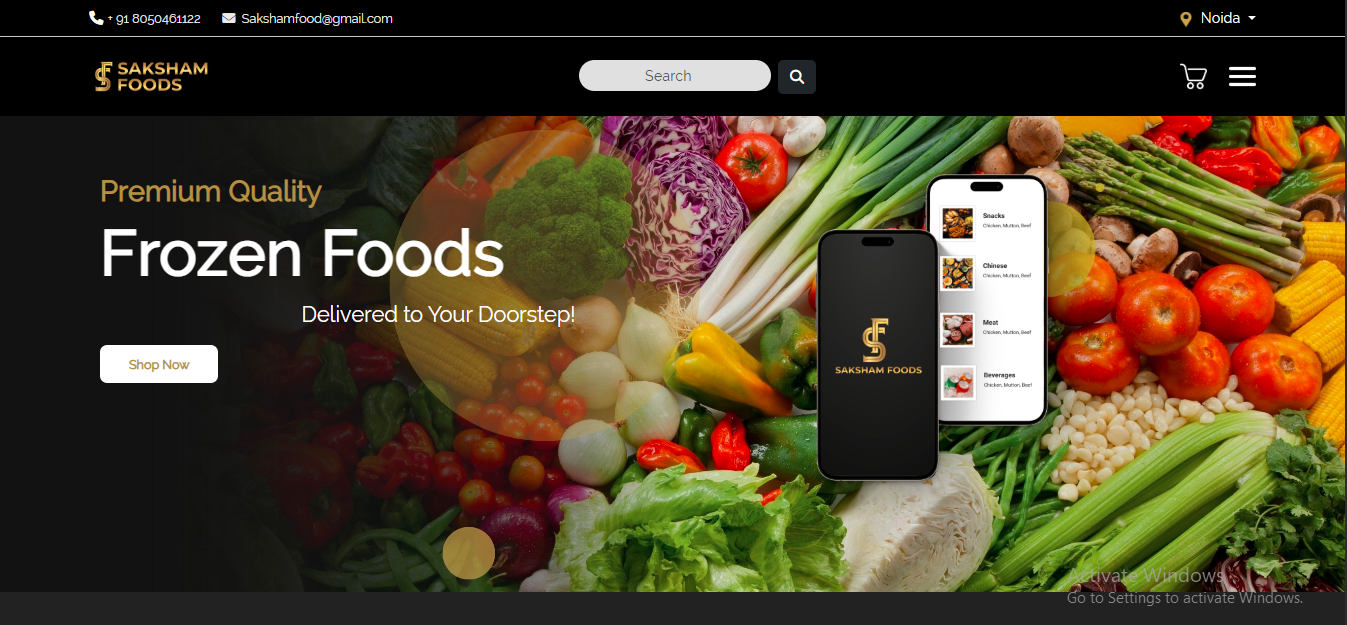 + 91 8050461122
Sakshamfood@gmail.com
Noida
SAKSHAM
FOODS
Search
Premium Quality
Frozen Foods
Delivered to Your Doorstep!
Shop Now
SAKSHAM FOODS
Snacks
Chicken, Mutton, Beef
Chinese
Chicken, Mutton, Beef
Meat
Chicken, Mutton, Beef
Beverages
Chicken, Mutton, Beef
Activate Windows
Go to Settings to activate Windows.